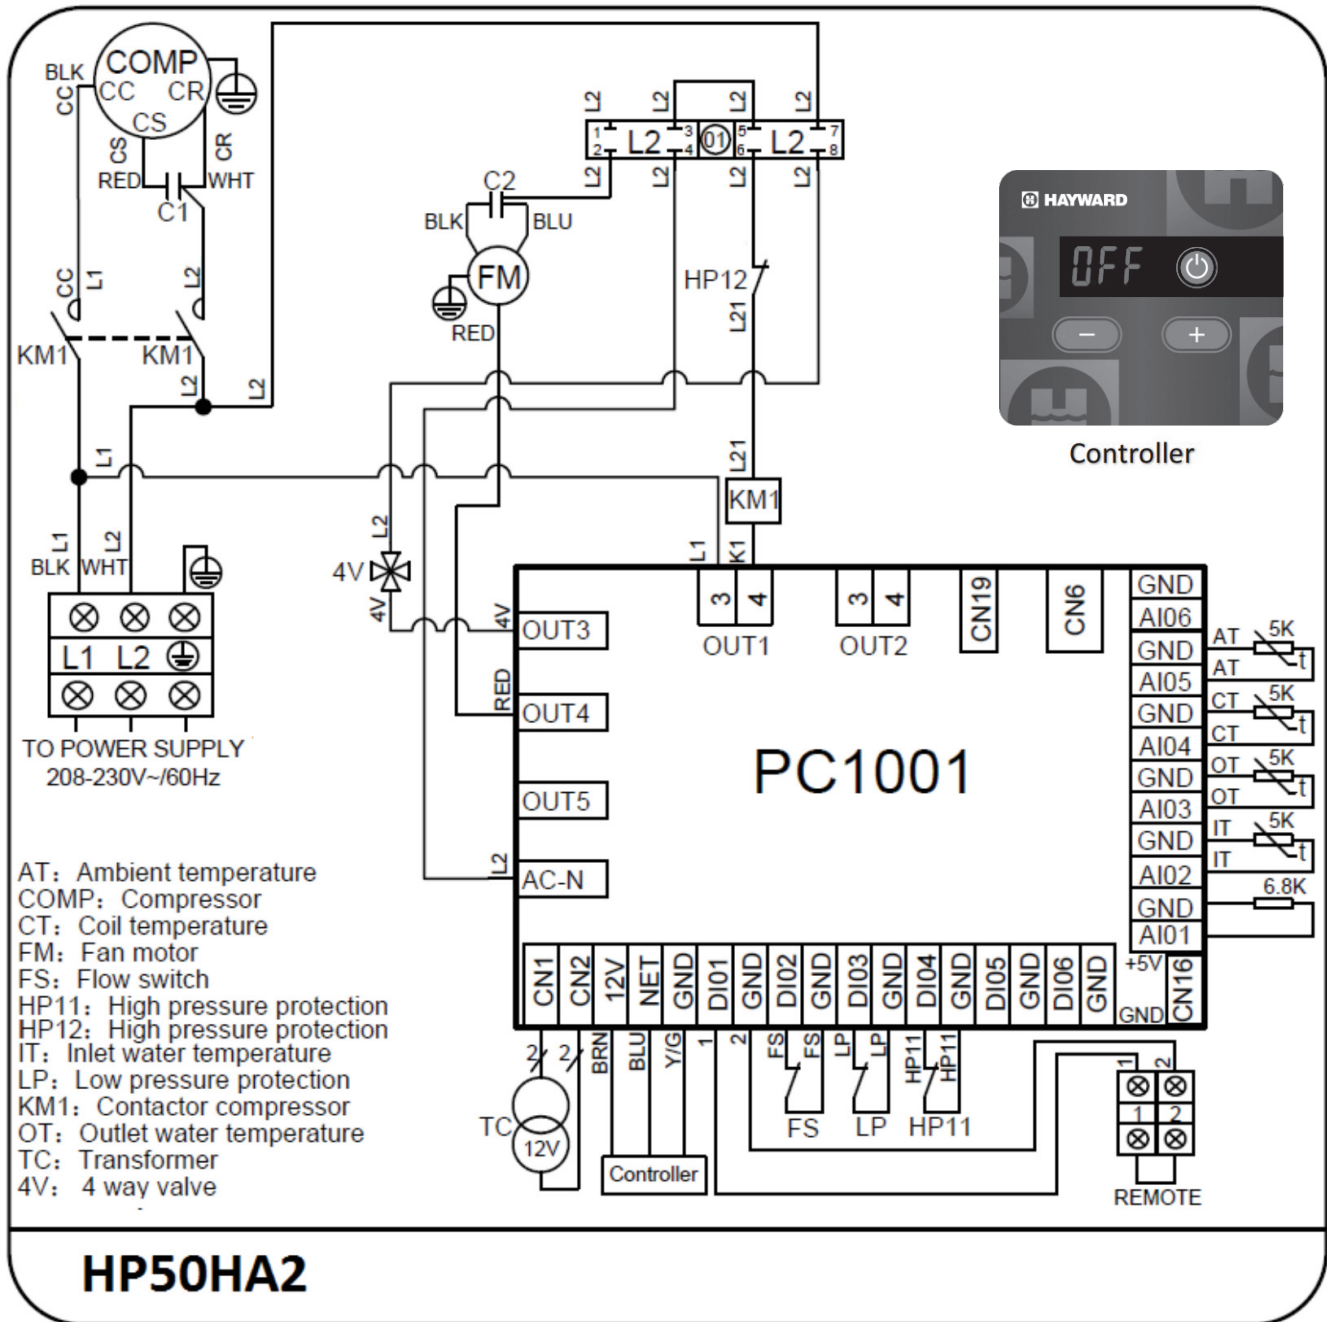 COMP
CC CR
CS
BLK
CC
CS
CR
RED WHT
C1
CC
L1
L2
KM1 KM1
L2
L2
L1
L1
L2
BLK WHT
L1 L2
TO POWER SUPPLY
208-230V~/60Hz
L2 L2 L2 L2
1 3 5 7
L2 01 L2
2 4 6 8
L2 L2 L2 L2
C2
BLK BLU
FM
RED
HP12
L21
L21
KM1
L1 K1
L2
4V
4V
4V
RED
L2
HAYWARD
OFF
- +
Controller
OUT3
OUT4
OUT5
AC-N
3 4
OUT1
3 4
OUT2
CN19
CN6
PC1001
GND
AI06
GND
AI05
GND
AI04
GND
AI03
GND
AI02
GND
AI01
+5V
GND
CN16
AT 5K
AT t
CT 5K
CT t
OT 5K
OT t
IT 5K
IT t
6.8K
CN1 CN2 12V NET GND DI01 GND DI02 GND DI03 GND DI04 GND DI05 GND DI06 GND
2 2 BRN BLU Y/G 1 2 FS FS LP LP HP11 HP11
FS LP HP11
TC
12V
Controller
1 2
1 2
REMOTE
AT: Ambient temperature
COMP: Compressor
CT: Coil temperature
FM: Fan motor
FS: Flow switch
HP11: High pressure protection
HP12: High pressure protection
IT: Inlet water temperature
LP: Low pressure protection
KM1: Contactor compressor
OT: Outlet water temperature
TC: Transformer
4V: 4 way valve
HP50HA2